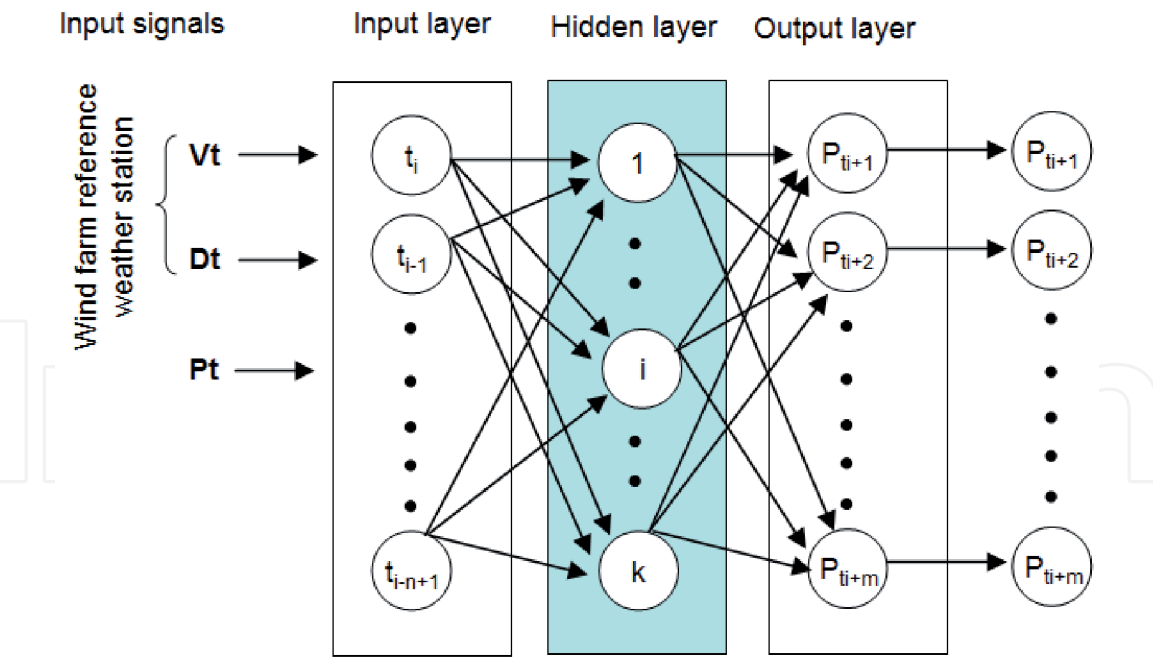 Input signals
Input layer
Hidden layer
Output layer
Wind farm reference
weather station
Vt
Dt
Pt
ti
ti-1
ti-n+1
1
i
k
Pti+1
Pti+2
Pti+m
Pti+1
Pti+2
Pti+m